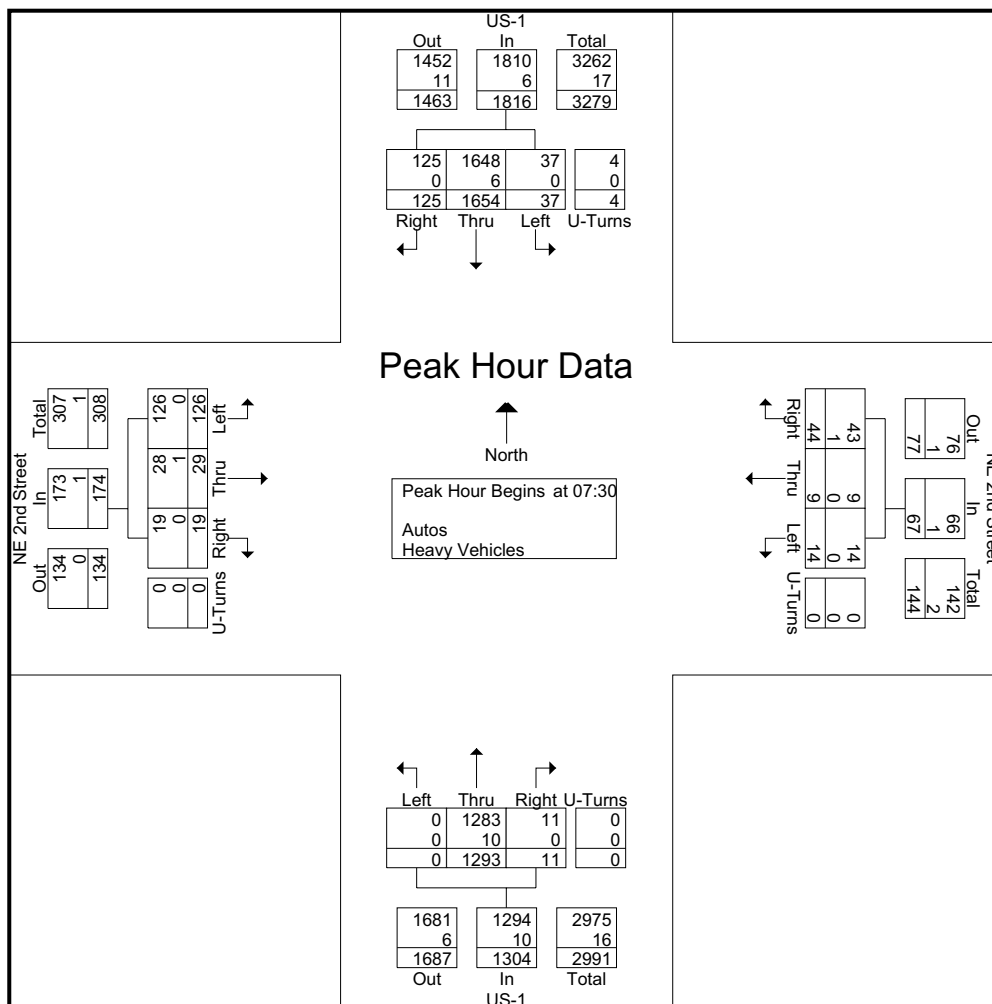 US-1
Out In Total
1452 1810 3262
11 6 17
1463 1816 3279
125 1648 37 4
0 6 0 0
125 1654 37 4
Right Thru Left U-Turns
Peak Hour Data
North
Peak Hour Begins at 07:30
Autos
Heavy Vehicles
NE 2nd Street
Total In Out
307 173 134
1 1 0
308 174 134
Left Thru Right U-Turns
126 28 19 0
0 1 0 0
126 29 19 0
Right Thru Left U-Turns
43 9 14 0
1 0 0 0
44 9 14 0
Out In Total
76 66 142
1 1 2
77 67 144
NE 2nd Street
Left Thru Right U-Turns
0 1283 11 0
0 10 0 0
0 1293 11 0
1681 1294 2975
6 10 16
1687 1304 2991
Out In Total
US-1